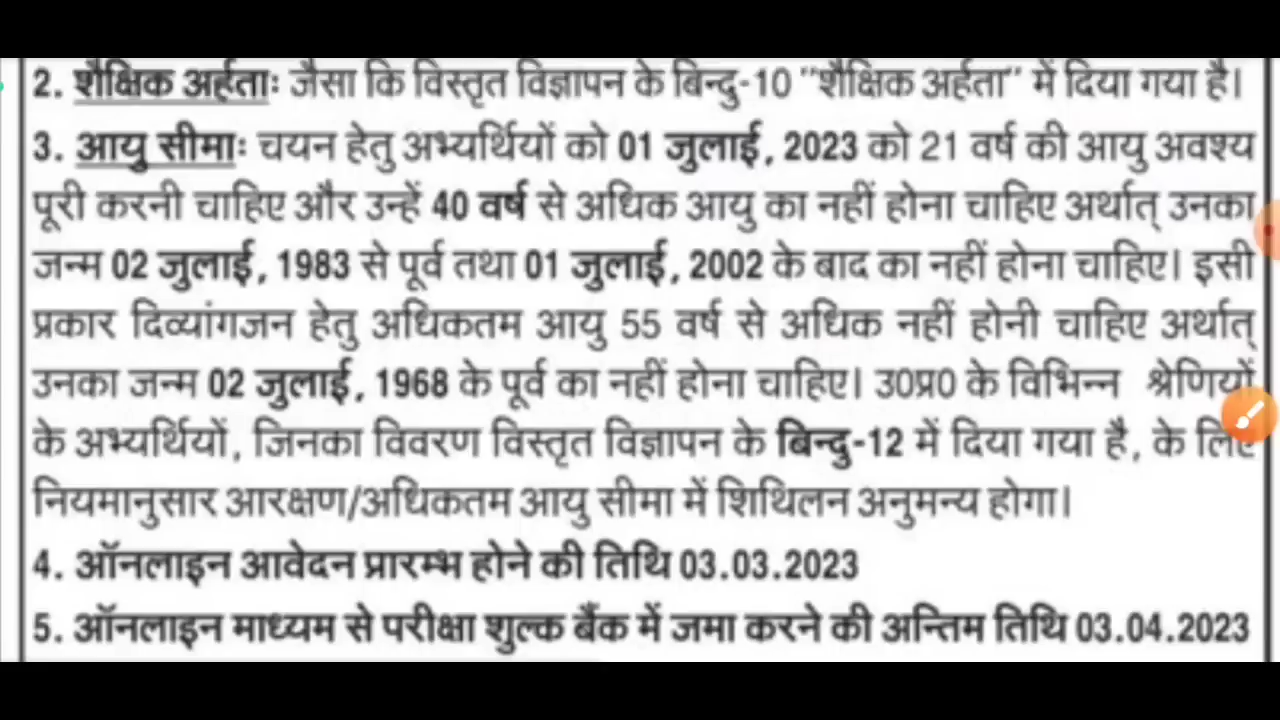 2. शैक्षिक अर्हताः जैसा कि विस्तृत विज्ञापन के बिन्दु-10 "शैक्षिक अर्हता" में दिया गया है।
3. आयु सीमाः चयन हेतु अभ्यर्थियों को 01 जुलाई, 2023 को 21 वर्ष की आयु अवश्य
पूरी करनी चाहिए और उन्हें 40 वर्ष से अधिक आयु का नहीं होना चाहिए अर्थात् उनका
जन्म 02 जुलाई, 1983 से पूर्व तथा 01 जुलाई, 2002 के बाद का नहीं होना चाहिए। इसी
प्रकार दिव्यांगजन हेतु अधिकतम आयु 55 वर्ष से अधिक नहीं होनी चाहिए अर्थात्
उनका जन्म 02 जुलाई, 1968 के पूर्व का नहीं होना चाहिए। उ0प्र0 के विभिन्न श्रेणियों
के अभ्यर्थियों, जिनका विवरण विस्तृत विज्ञापन के बिन्दु-12 में दिया गया है, के लिए
नियमानुसार आरक्षण/अधिकतम आयु सीमा में शिथिलन अनुमन्य होगा।
4. ऑनलाइन आवेदन प्रारम्भ होने की तिथि 03.03.2023
5. ऑनलाइन माध्यम से परीक्षा शुल्क बैंक में जमा करने की अन्तिम तिथि 03.04.2023